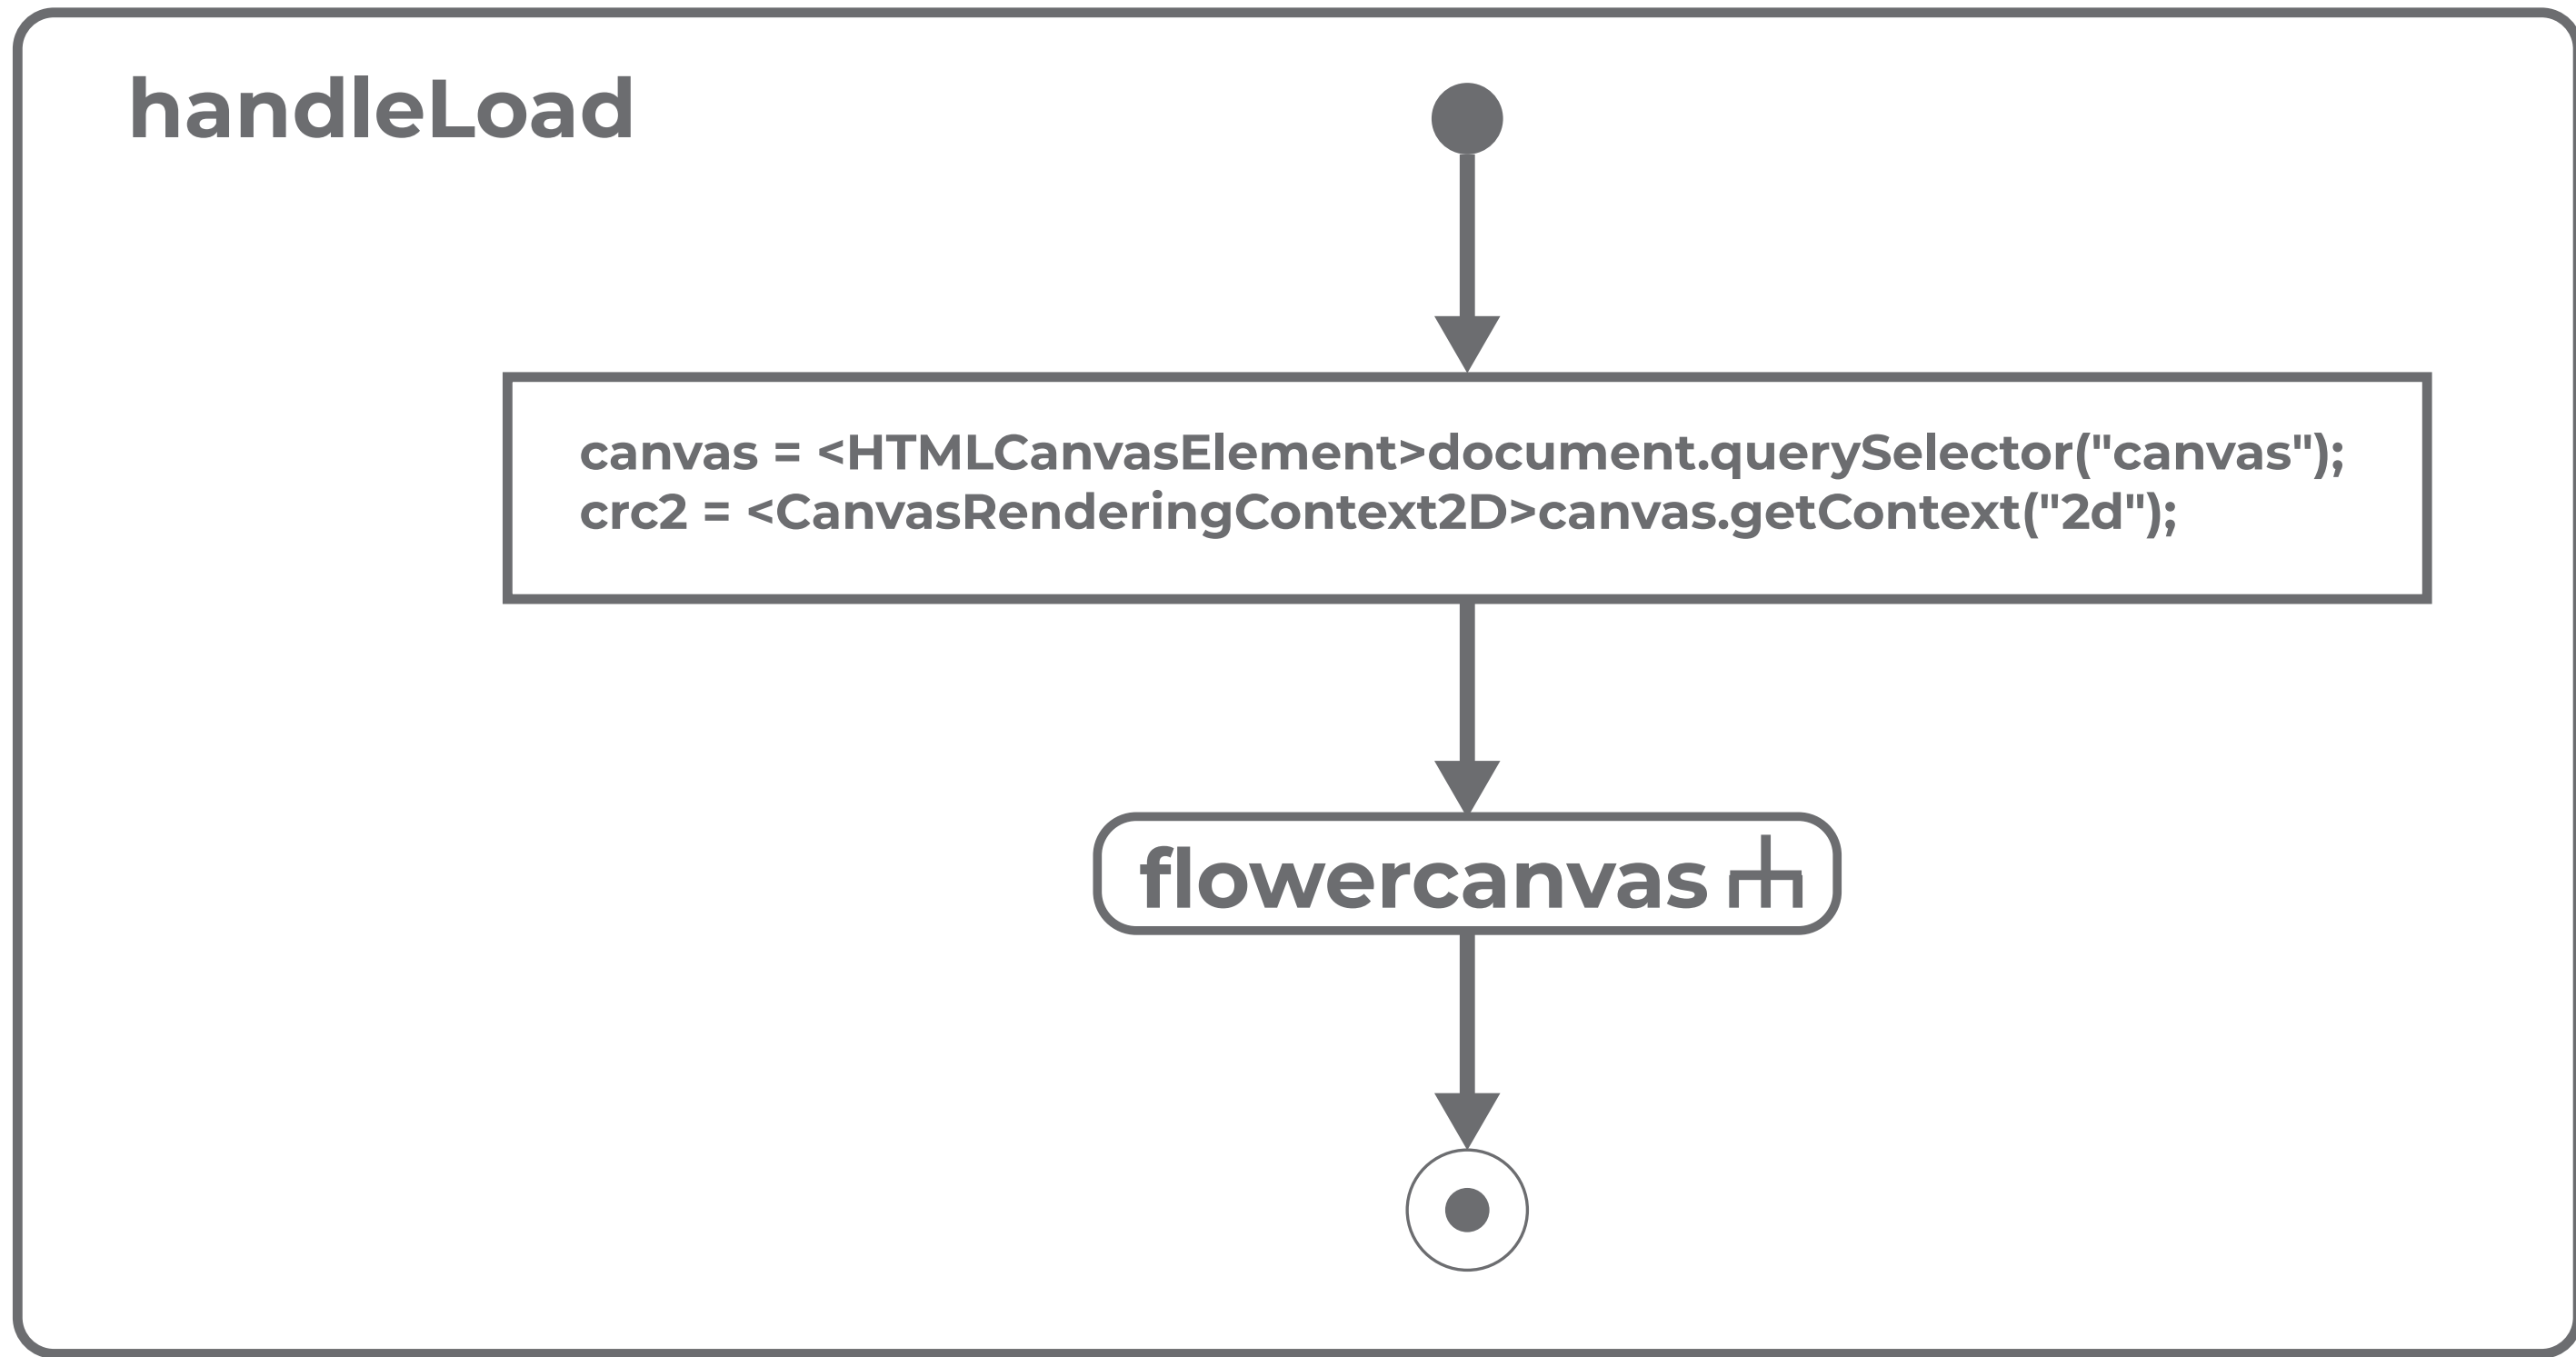 handleLoad
canvas = <HTMLCanvasElement>document.querySelector("canvas");
crc2 = <CanvasRenderingContext2D>canvas.getContext("2d");
flowercanvas